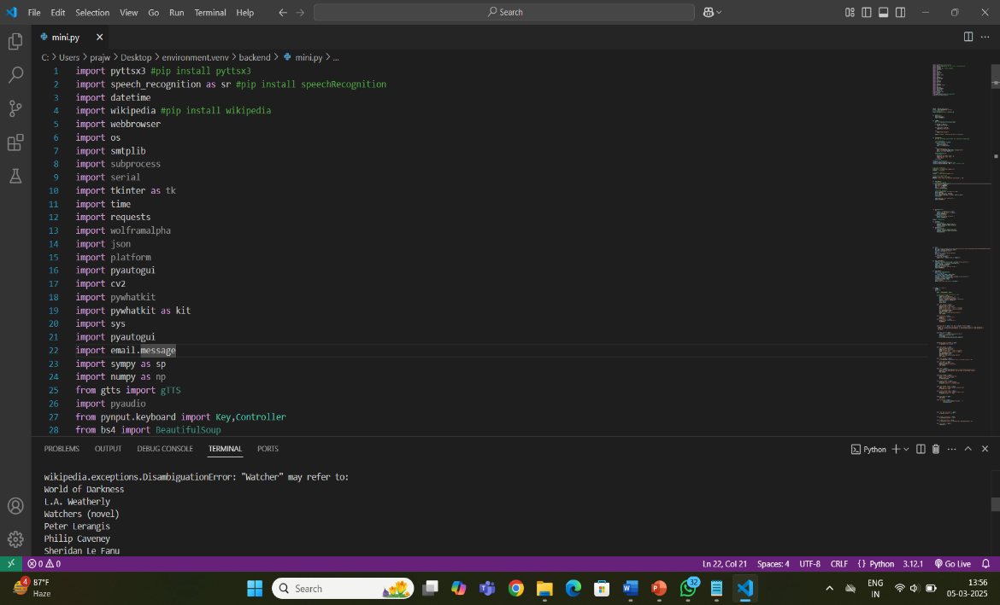 File Edit Selection View Go Run Terminal Help Search
mini.py
C: > Users > prajw > Desktop > environment.venv > backend > mini.py > ...
1 import pyttsx3 #pip install pyttsx3
2 import speech_recognition as sr #pip install speechRecognition
3 import datetime
4 import wikipedia #pip install wikipedia
5 import webbrowser
6 import os
7 import smtplib
8 import subprocess
9 import serial
10 import tkinter as tk
11 import time
12 import requests
13 import wolframalpha
14 import json
15 import platform
16 import pyautogui
17 import cv2
18 import pywhatkit
19 import pywhatkit as kit
20 import sys
21 import pyautogui
22 import email.message
23 import sympy as sp
24 import numpy as np
25 from gtts import gTTS
26 import pyaudio
27 from pynput.keyboard import Key,Controller
28 from bs4 import BeautifulSoup
PROBLEMS OUTPUT DEBUG CONSOLE TERMINAL PORTS Python
wikipedia.exceptions.DisambiguationError: "Watcher" may refer to:
World of Darkness
L.A. Weatherly
Watchers (novel)
Peter Lerangis
Philip Caveney
Sheridan Le Fanu
0 0 Ln 22, Col 21 Spaces: 4 UTF-8 CRLF {} Python 3.12.1 Go Live
4 87°F
Haze
Search
32
ENG
IN
13:56
05-03-2025